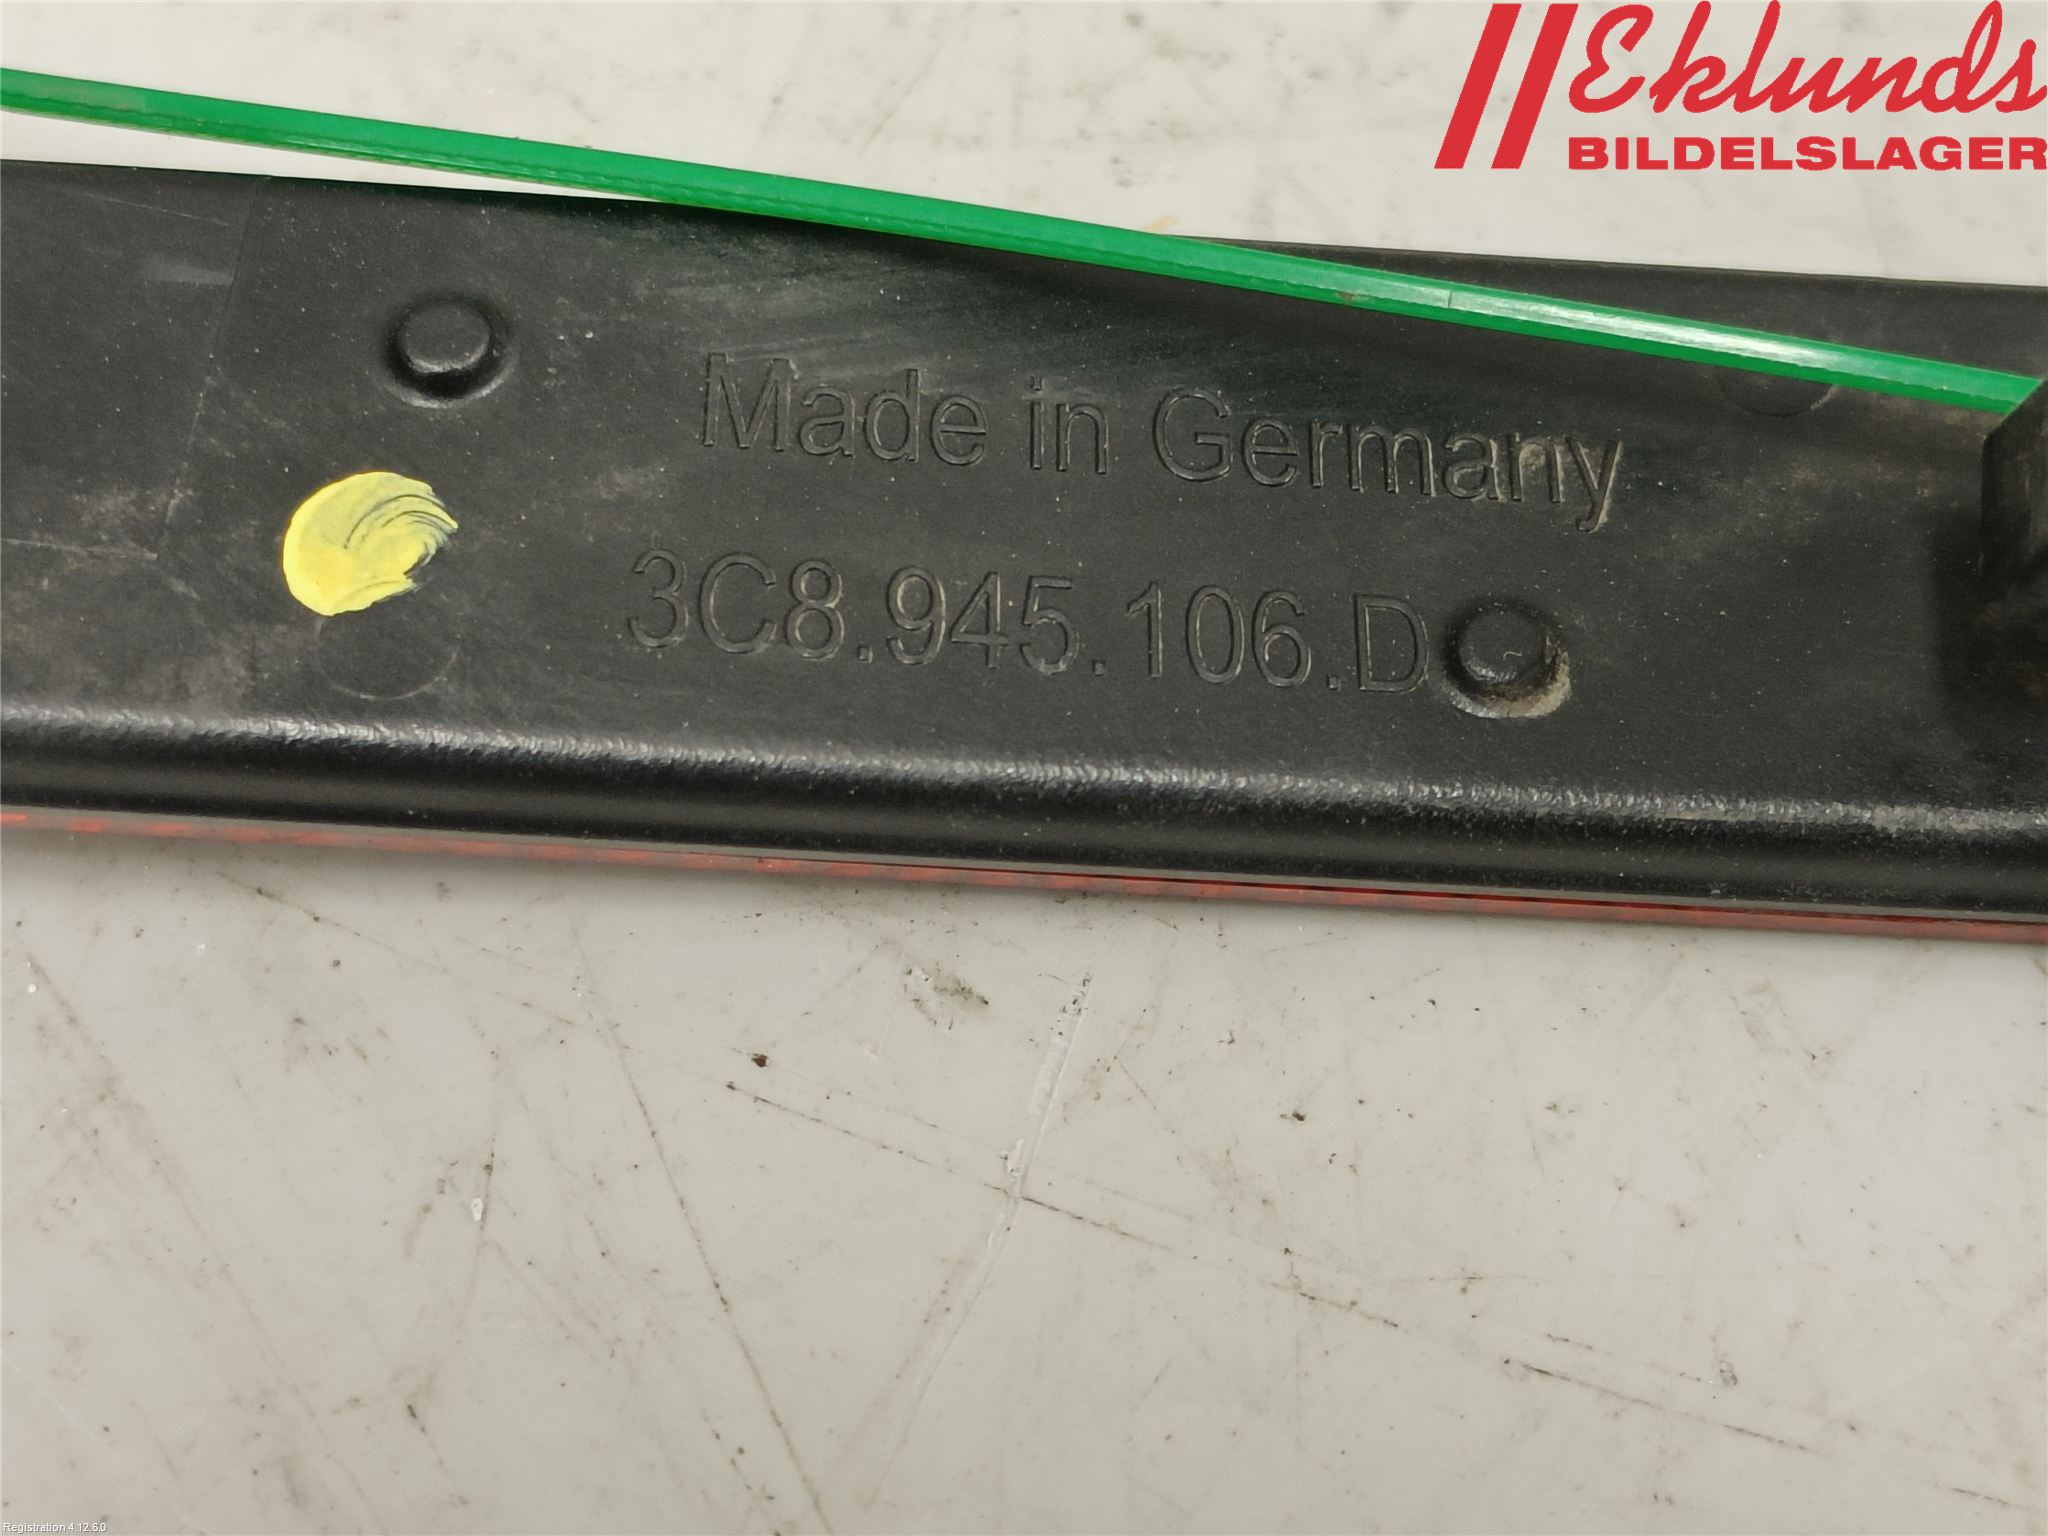 Eklunds
BILDELSLAGER
Made in Germany
3C8.945.106.D
Registration 4.12.6.0